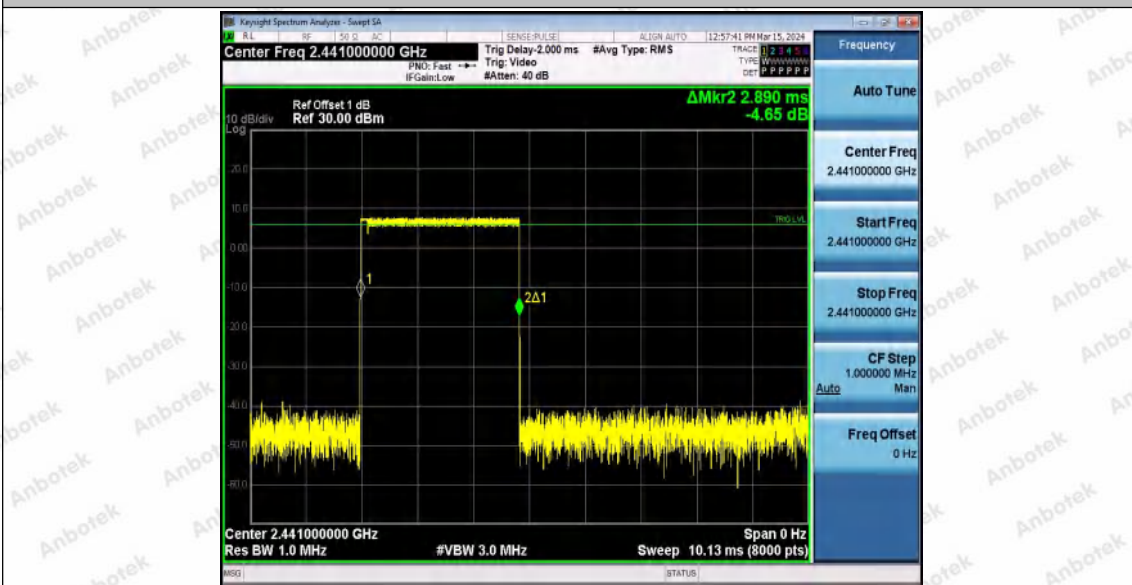 Keysight Spectrum Analyzer - Swept SA
RL RF 50 Ω AC SENSE:PULSE ALIGN AUTO 12:57:41 PM Mar 15, 2024
Center Freq 2.441000000 GHz
Trig Delay-2.000 ms #Avg Type: RMS
TRACE 1 2 3 4 5 6
PNO: Fast
Trig: Video
TYPE WWWWWW
IFGain:Low
#Atten: 40 dB
DET P P P P P P
Frequency
ΔMkr2 2.890 ms
-4.65 dB
Ref Offset 1 dB
10 dB/div Ref 30.00 dBm
Log
20.0
10.0
0.00
-10.0
-20.0
-30.0
-40.0
-50.0
-60.0
TRIG LVL
1
2Δ1
Center 2.441000000 GHz
Span 0 Hz
Res BW 1.0 MHz
#VBW 3.0 MHz
Sweep 10.13 ms (8000 pts)
MSG
STATUS
Auto Tune
Center Freq
2.441000000 GHz
Start Freq
2.441000000 GHz
Stop Freq
2.441000000 GHz
CF Step
1.000000 MHz
Auto Man
Freq Offset
0 Hz
Anbotek